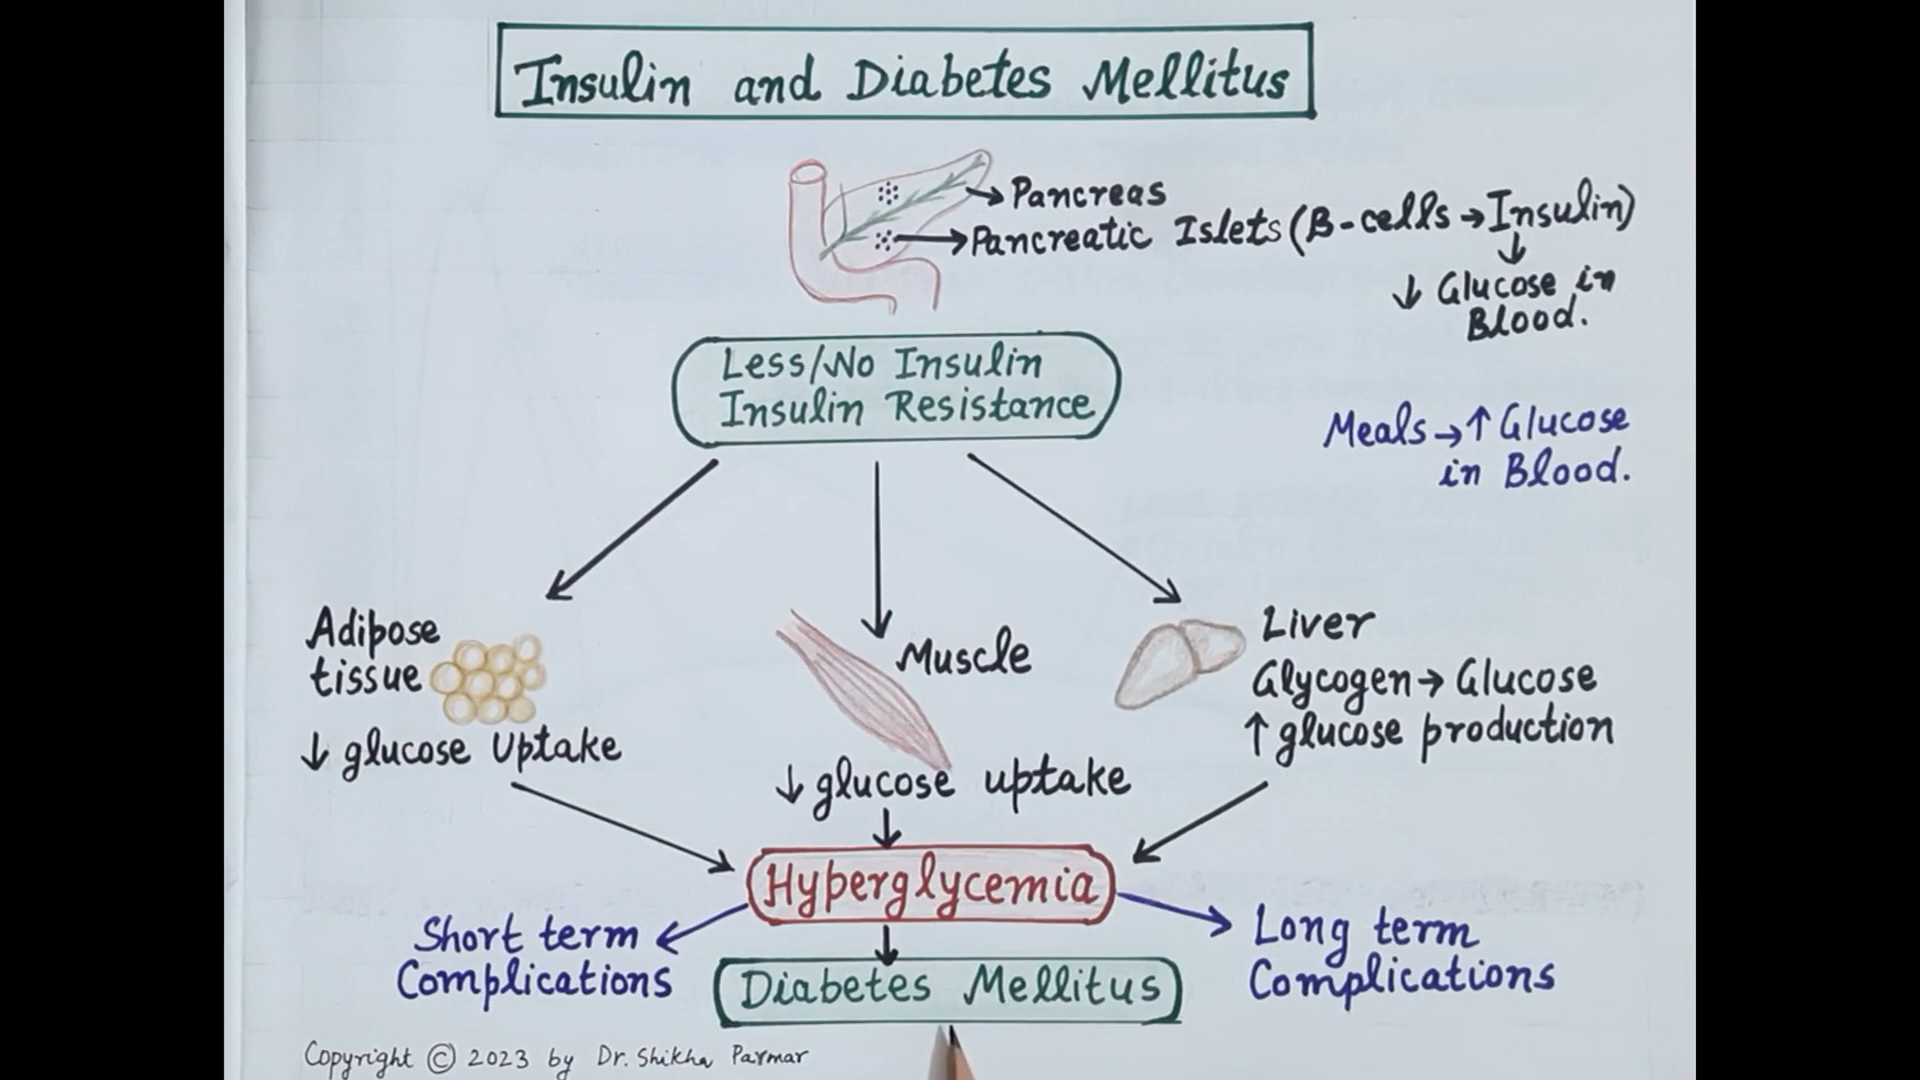 Insulin and Diabetes Mellitus
→ Pancreas
→ Pancreatic Islets (B-cells → Insulin)
↓
↓ Glucose in
Blood.
Less/No Insulin
Insulin Resistance
Meals → ↑ Glucose
in Blood.
Adipose
tissue
↓ glucose Uptake
Muscle
↓ glucose uptake
Liver
Glycogen → Glucose
↑ glucose production
Hyperglycemia
Short term
Complications
Long term
Complications
Diabetes Mellitus
Copyright © 2023 by Dr. Shikha Parmar